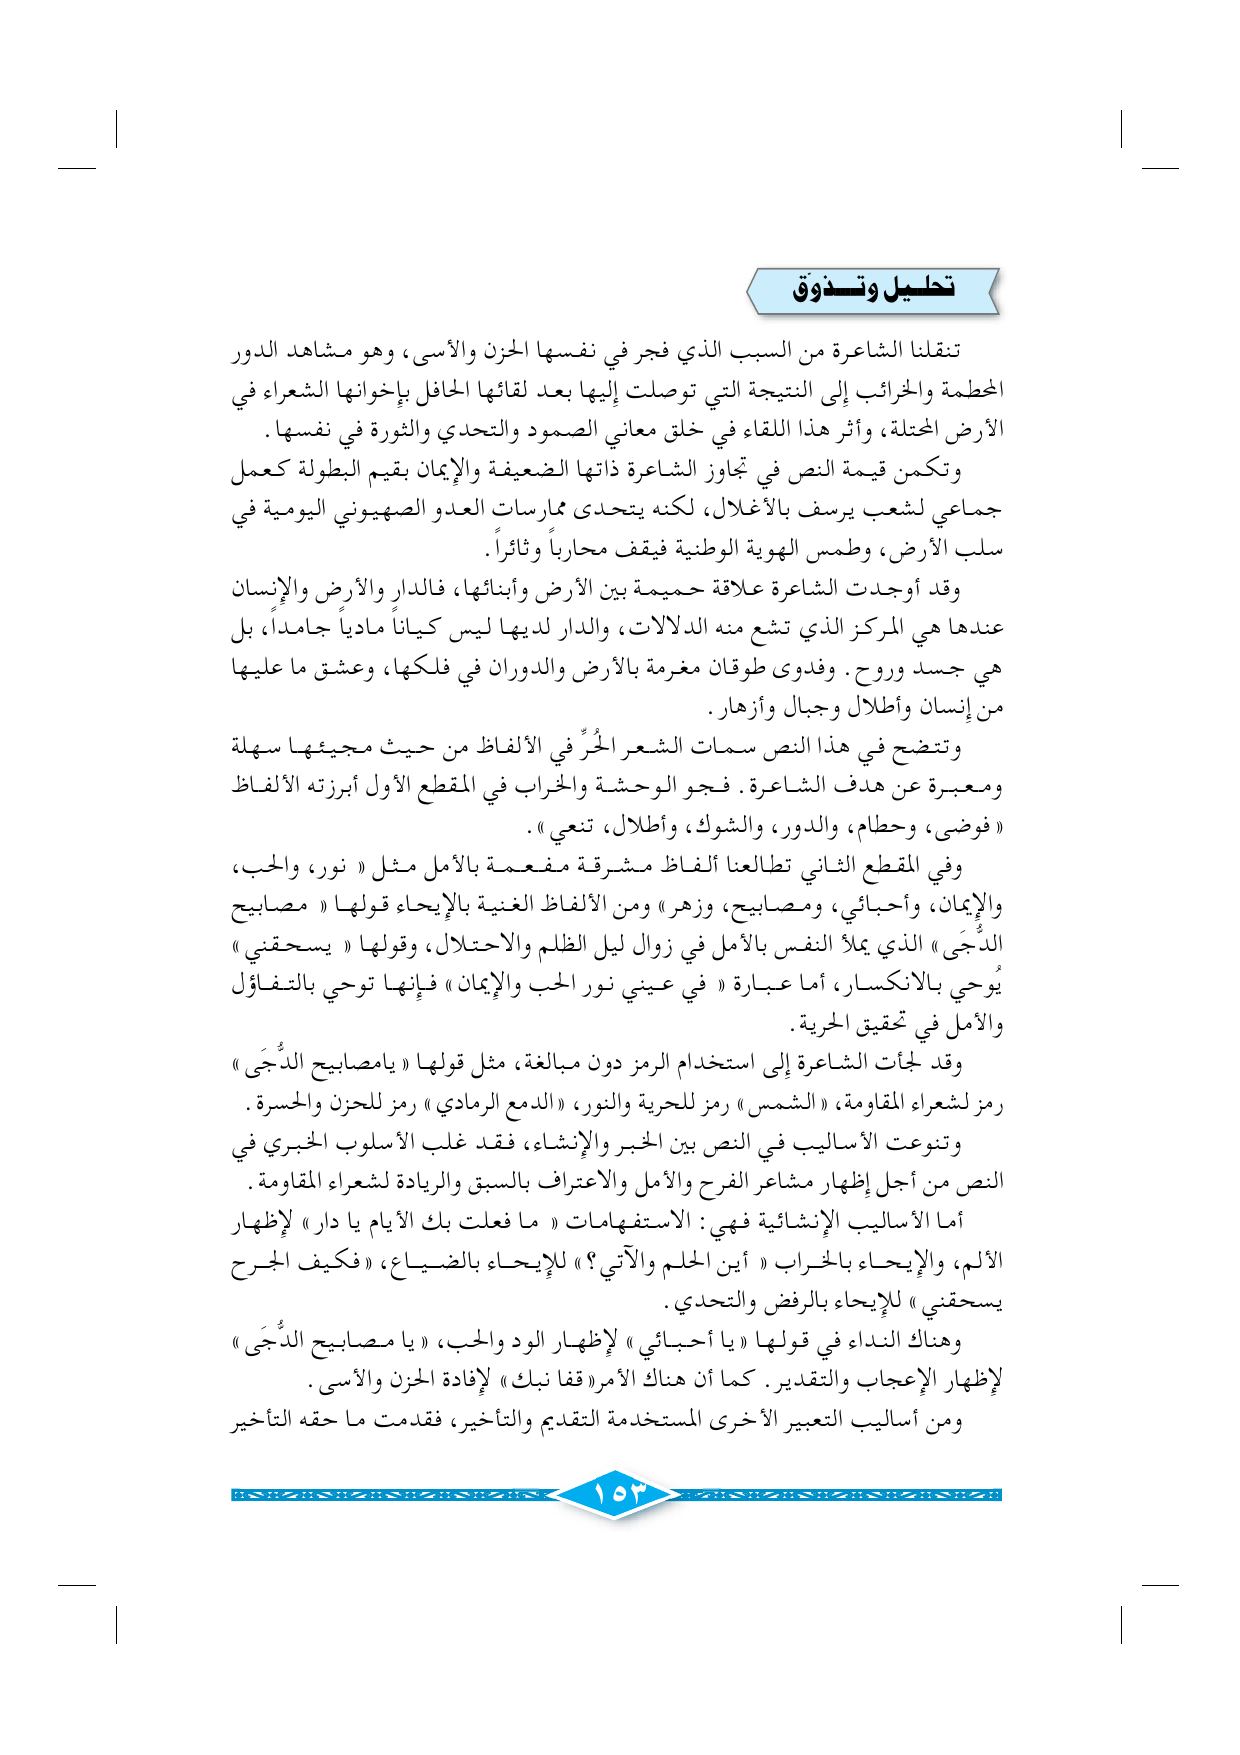 تحليل وتذوّق
تنقلنا الشاعرة من السبب الذي فجر في نفسها الحزن والأسى، وهو مشاهد الدور
المحطمة والخرائب إلى النتيجة التي توصلت إليها بعد لقائها الحافل بإخوانها الشعراء في
الأرض المحتلة، وأثر هذا اللقاء في خلق معاني الصمود والتحدي والثورة في نفسها.
وتكمن قيمة النص في تجاوز الشاعرة ذاتها الضعيفة والإيمان بقيم البطولة كعمل
جماعي لشعب يرسف بالأغلال، لكنه يتحدى ممارسات العدو الصهيوني اليومية في
سلب الأرض، وطمس الهوية الوطنية فيقف محارباً وثائراً.
وقد أوجدت الشاعرة علاقة حميمة بين الأرض وأبنائها، فالدار والأرض والإنسان
عندها هي المركز الذي تشع منه الدلالات، والدار لديها ليس كياناً مادياً جامداً، بل
هي جسد وروح. وفدوى طوقان مغرمة بالأرض والدوران في فلكها، وعشق ما عليها
من إنسان وأطلال وجبال وأزهار.
وتتضح في هذا النص سمات الشعر الحُرِّ في الألفاظ من حيث مجيئها سهلة
ومعبرة عن هدف الشاعرة. فجو الوحشة والخراب في المقطع الأول أبرزته الألفاظ
« فوضى، وحطام، والدور، والشوك، وأطلال، تنعي».
وفي المقطع الثاني تطالعنا ألفاظ مشرقة مفعمة بالأمل مثل « نور، والحب،
والإيمان، وأحبائي، ومصابيح، وزهر» ومن الألفاظ الغنية بالإيحاء قولها « مصابيح
الدُّجَى» الذي يملأ النفس بالأمل في زوال ليل الظلم والاحتلال، وقولها « يسحقني»
يُوحي بالانكسار، أما عبارة « في عيني نور الحب والإيمان» فإنها توحي بالتفاؤل
والأمل في تحقيق الحرية.
وقد لجأت الشاعرة إلى استخدام الرمز دون مبالغة، مثل قولها « يامصابيح الدُّجَى»
رمز لشعراء المقاومة، « الشمس» رمز للحرية والنور، «الدمع الرمادي» رمز للحزن والحسرة.
وتنوعت الأساليب في النص بين الخبر والإنشاء، فقد غلب الأسلوب الخبري في
النص من أجل إظهار مشاعر الفرح والأمل والاعتراف بالسبق والريادة لشعراء المقاومة.
أما الأساليب الإنشائية فهي: الاستفهامات « ما فعلت بك الأيام يا دار» لإظهار
الألم، والإيحاء بالخراب « أين الحلم والآتي؟» للإيحاء بالضياع، « فكيف الجرح
يسحقني» للإيحاء بالرفض والتحدي.
وهناك النداء في قولها « يا أحبائي» لإظهار الود والحب، « يا مصابيح الدُّجَى»
لإظهار الإعجاب والتقدير. كما أن هناك الأمر«قفا نبك» لإفادة الحزن والأسى.
ومن أساليب التعبير الأخرى المستخدمة التقديم والتأخير، فقدمت ما حقه التأخير
١٥٣